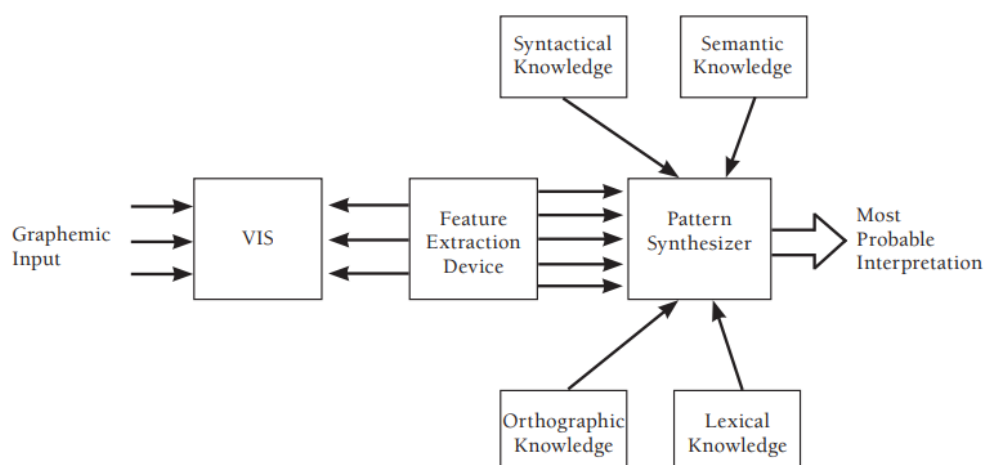 Syntactical
Knowledge
Semantic
Knowledge
Graphemic
Input
VIS
Feature
Extraction
Device
Pattern
Synthesizer
Most
Probable
Interpretation
Orthographic
Knowledge
Lexical
Knowledge